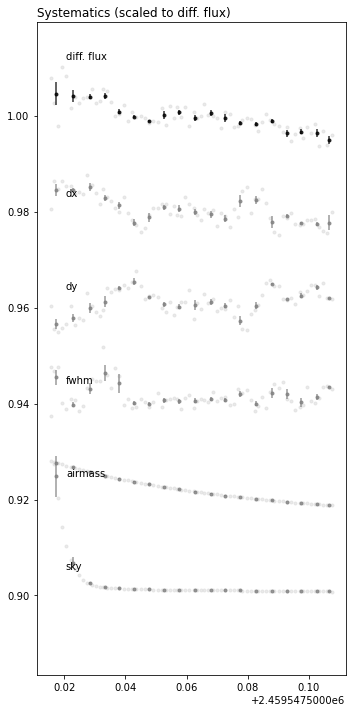 Systematics (scaled to diff. flux)
diff. flux
1.00
dx
0.98
dy
0.96
fwhm
0.94
airmass
0.92
sky
0.90
0.02 0.04 0.06 0.08 0.10
+2.4595475000e6